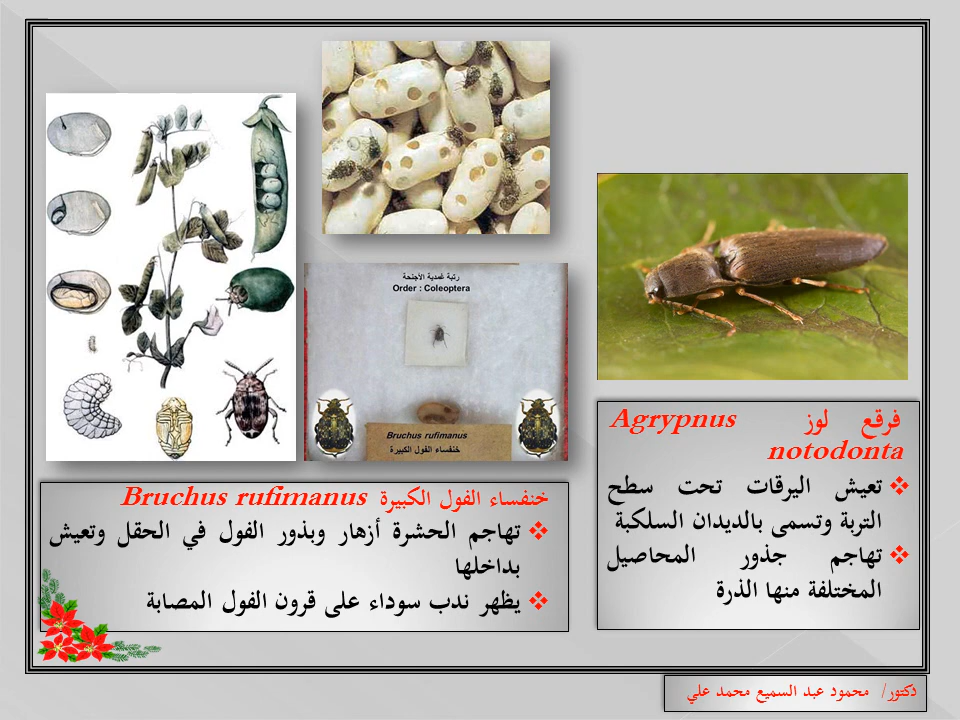 رتبة غمدية الأجنحة
Order : Coleoptera
Bruchus rufimanus
خنفساء الفول الكبيرة
فرقع لوز Agrypnus
notodonta
تعيش اليرقات تحت سطح
التربة وتسمى بالديدان السلكية
تهاجم جذور المحاصيل
المختلفة منها الذرة
خنفساء الفول الكبيرة Bruchus rufimanus
تهاجم الحشرة أزهار وبذور الفول في الحقل وتعيش
بداخلها
يظهر ندب سوداء على قرون الفول المصابة
دكتور/ محمود عبد السميع محمد علي